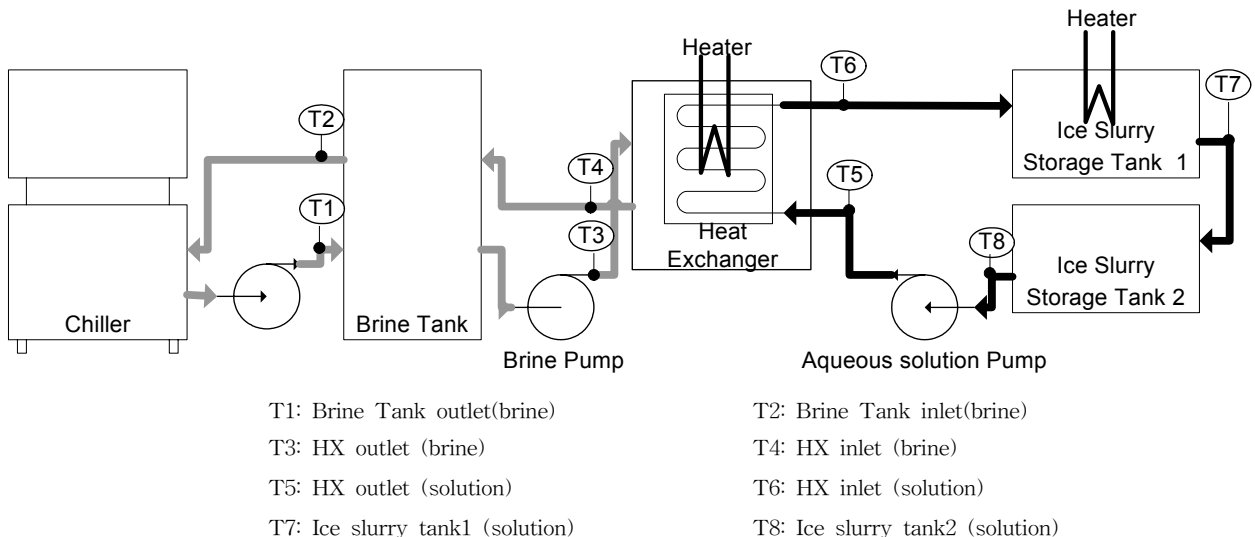 Heater
Heater
T6
T7
T2
Ice Slurry
Storage Tank 1
T4
T5
T1
Heat
Exchanger
T3
T8
Ice Slurry
Storage Tank 2
Chiller
Brine Tank
Brine Pump
Aqueous solution Pump
T1: Brine Tank outlet(brine)
T2: Brine Tank inlet(brine)
T3: HX outlet (brine)
T4: HX inlet (brine)
T5: HX outlet (solution)
T6: HX inlet (solution)
T7: Ice slurry tank1 (solution)
T8: Ice slurry tank2 (solution)